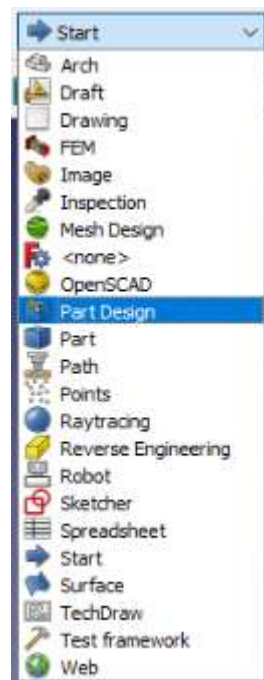 Start
Arch
Draft
Drawing
FEM
Image
Inspection
Mesh Design
<none>
OpenSCAD
Part Design
Part
Path
Points
Raytracing
Reverse Engineering
Robot
Sketcher
Spreadsheet
Start
Surface
TechDraw
Test framework
Web